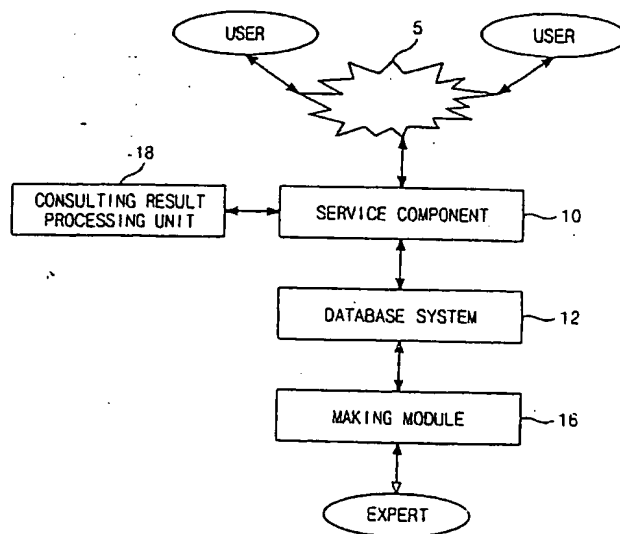 5
USER
USER
18
CONSULTING RESULT
PROCESSING UNIT
SERVICE COMPONENT
10
DATABASE SYSTEM
12
MAKING MODULE
16
EXPERT